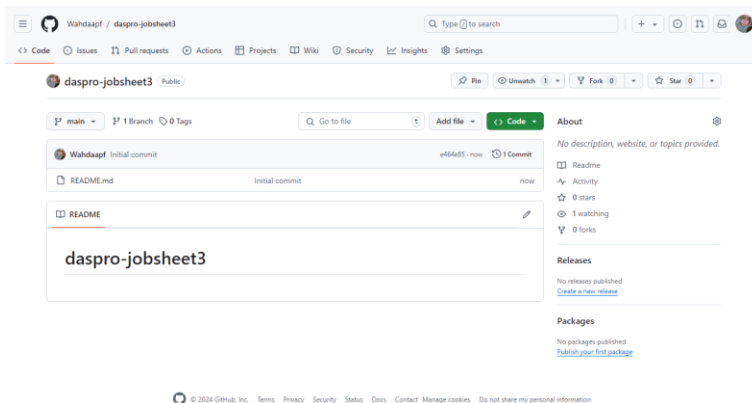 Wahdaapf / daspro-jobsheet3
Type / to search
Code Issues Pull requests Actions Projects Wiki Security Insights Settings
daspro-jobsheet3 Public
Pin Unwatch 1 Fork 0 Star 0
main 1 Branch 0 Tags
Go to file t
Add file
Code
Wahdaapf Initial commit
e464e85 · now 1 Commit
README.md Initial commit now
README
daspro-jobsheet3
About
No description, website, or topics provided.
Readme
Activity
0 stars
1 watching
0 forks
Releases
No releases published
Create a new release
Packages
No packages published
Publish your first package
© 2024 GitHub, Inc. Terms Privacy Security Status Docs Contact Manage cookies Do not share my personal information